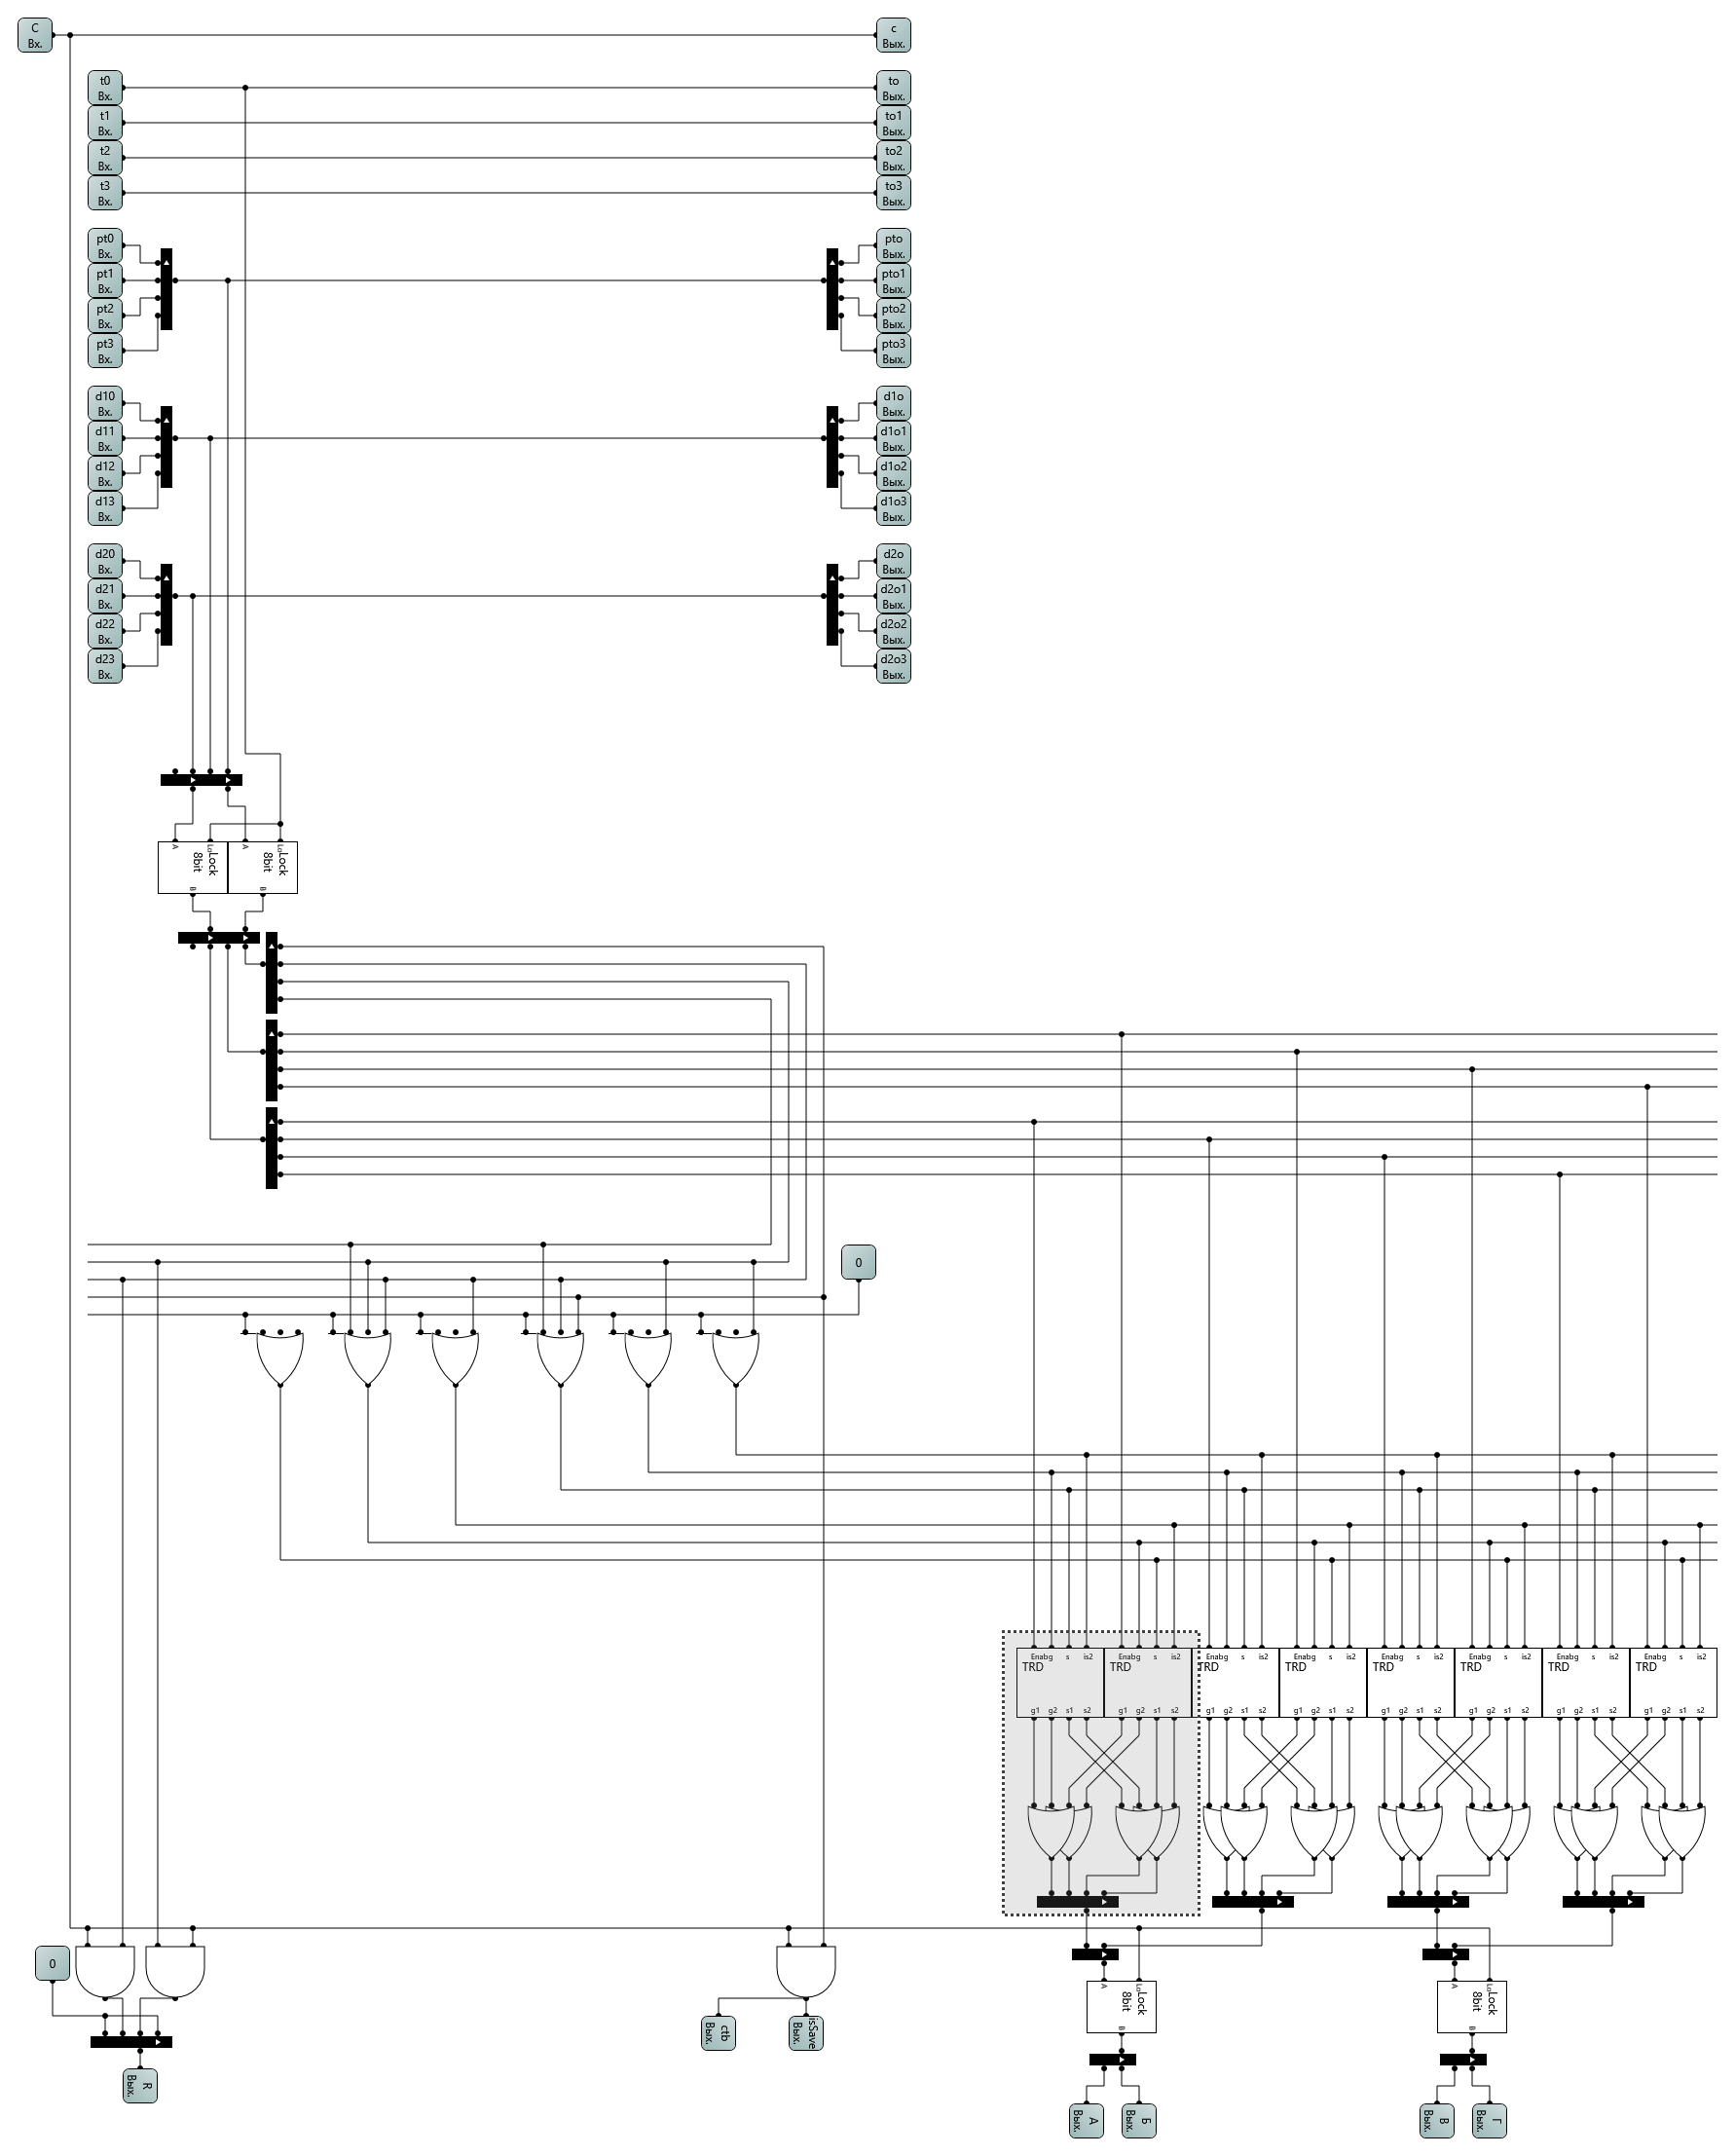 C
Вх.
c
Вых.
t0
Вх.
to
Вых.
t1
Вх.
to1
Вых.
t2
Вх.
to2
Вых.
t3
Вх.
to3
Вых.
pt0
Вх.
pto
Вых.
pt1
Вх.
pto1
Вых.
pt2
Вх.
pto2
Вых.
pt3
Вх.
pto3
Вых.
d10
Вх.
d1o
Вых.
d11
Вх.
d1o1
Вых.
d12
Вх.
d1o2
Вых.
d13
Вх.
d1o3
Вых.
d20
Вх.
d2o
Вых.
d21
Вх.
d2o1
Вых.
d22
Вх.
d2o2
Вых.
d23
Вх.
d2o3
Вых.
A
Lo
Lock
8bit
B
A
Lo
Lock
8bit
B
0
Enabg s is2
TRD
g1 g2 s1 s2
Enabg s is2
TRD
g1 g2 s1 s2
Enabg s is2
TRD
g1 g2 s1 s2
Enabg s is2
TRD
g1 g2 s1 s2
Enabg s is2
TRD
g1 g2 s1 s2
Enabg s is2
TRD
g1 g2 s1 s2
Enabg s is2
TRD
g1 g2 s1 s2
Enabg s is2
TRD
g1 g2 s1 s2
0
A
Lo
Lock
8bit
B
A
Lo
Lock
8bit
B
ctb
Вых.
isSave
Вых.
R
Вых.
А
Вых.
Б
Вых.
В
Вых.
Г
Вых.